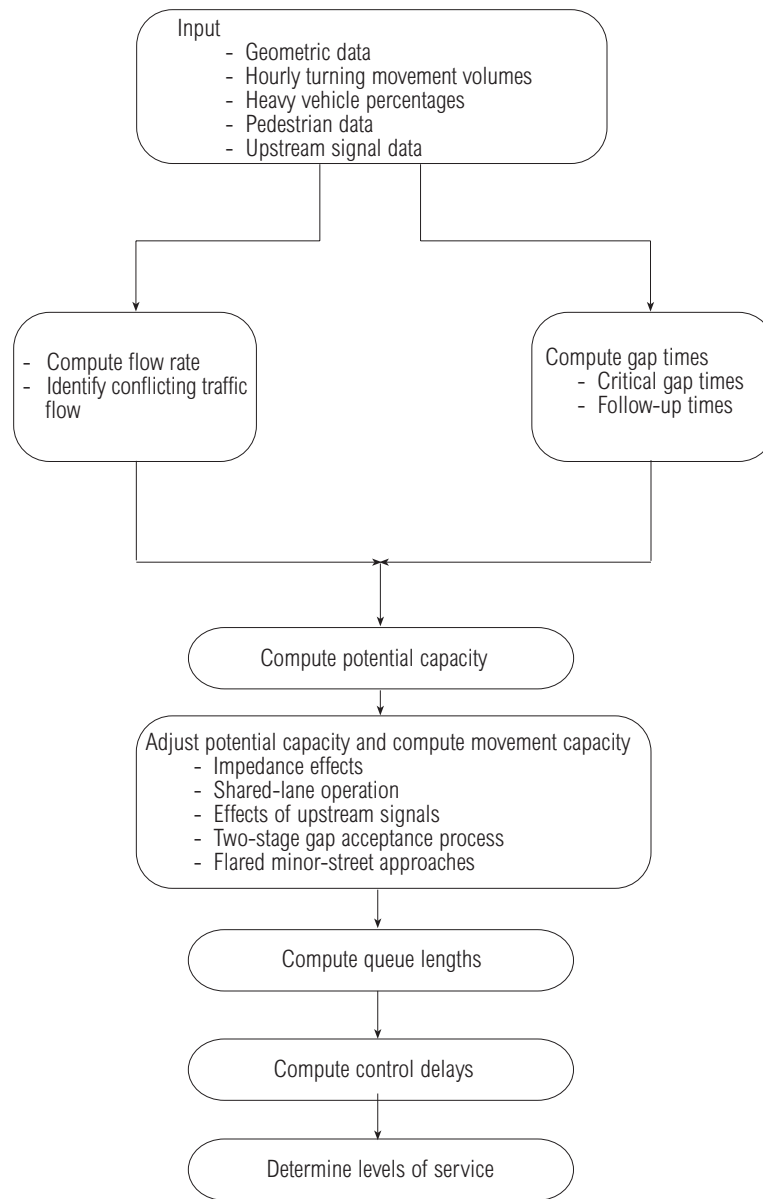 Input
- Geometric data
- Hourly turning movement volumes
- Heavy vehicle percentages
- Pedestrian data
- Upstream signal data
- Compute flow rate
- Identify conflicting traffic
flow
Compute gap times
- Critical gap times
- Follow-up times
Compute potential capacity
Adjust potential capacity and compute movement capacity
- Impedance effects
- Shared-lane operation
- Effects of upstream signals
- Two-stage gap acceptance process
- Flared minor-street approaches
Compute queue lengths
Compute control delays
Determine levels of service